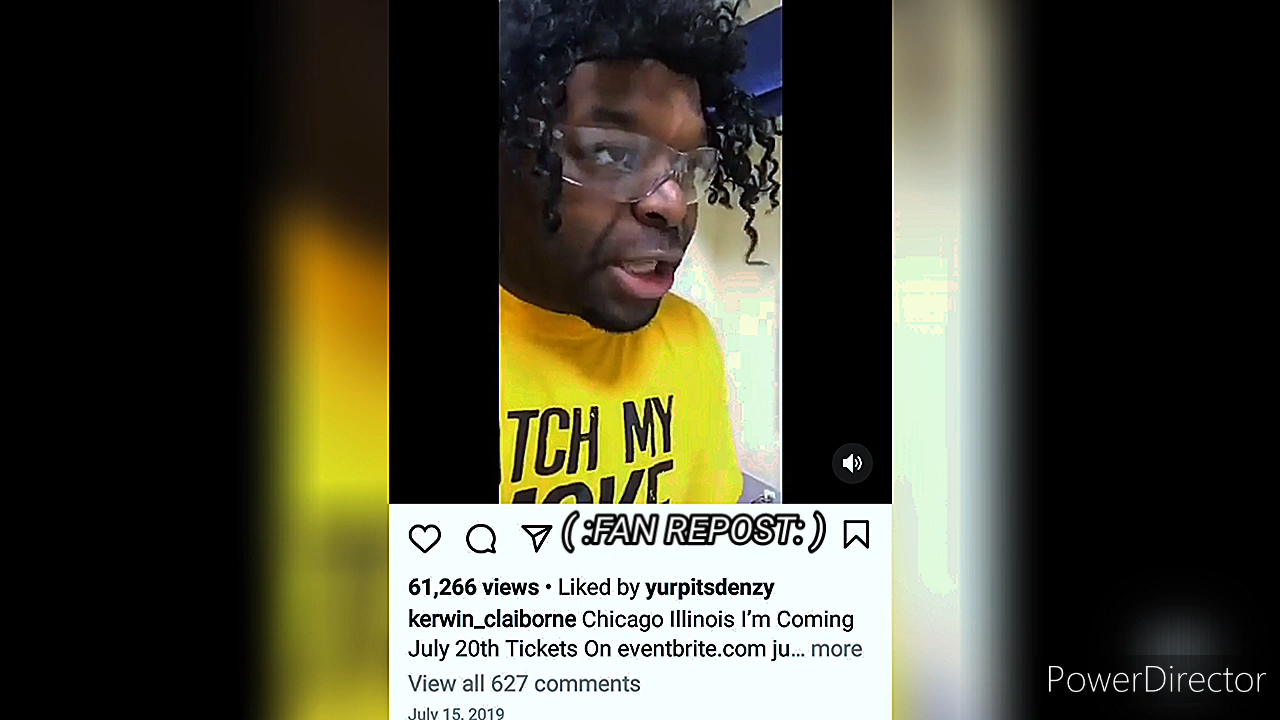 TCH MY
(:FAN REPOST:)
61,266 views • Liked by yurpitsdenzy
kerwin_claiborne Chicago Illinois I’m Coming
July 20th Tickets On eventbrite.com ju... more
View all 627 comments
July 15, 2019
PowerDirector